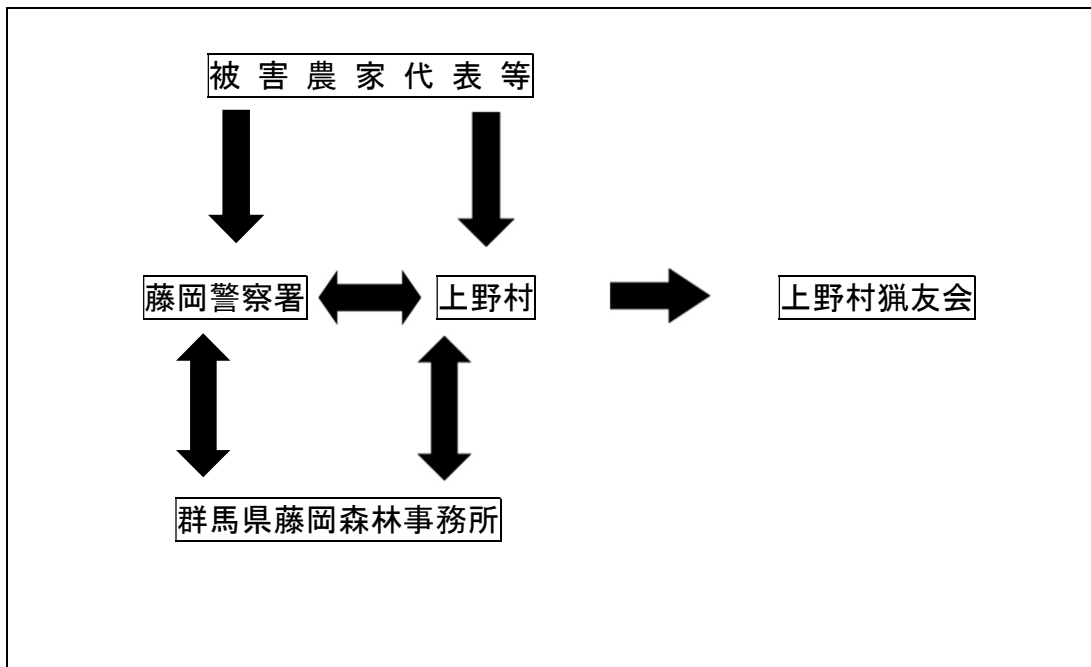 被害農家代表等
藤岡警察署
上野村
上野村猟友会
群馬県藤岡森林事務所